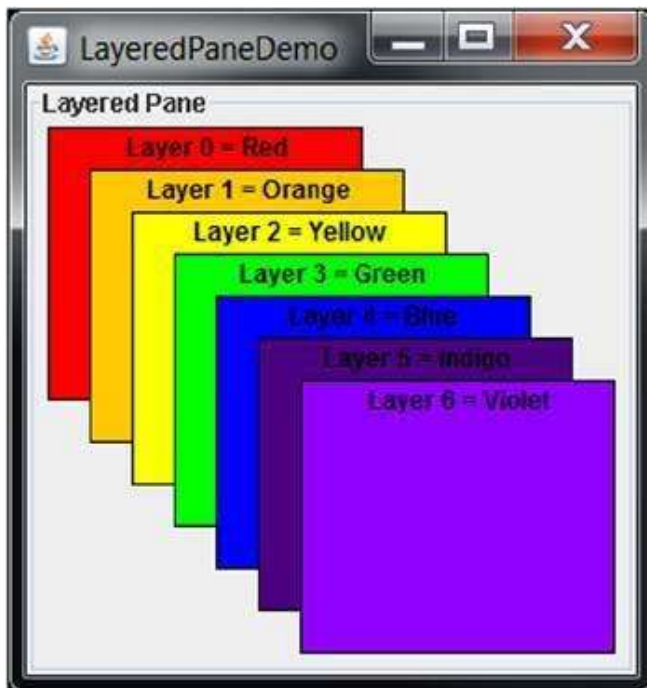 LayeredPaneDemo
Layered Pane
Layer 0 = Red
Layer 1 = Orange
Layer 2 = Yellow
Layer 3 = Green
Layer 4 = Blue
Layer 5 = Indigo
Layer 6 = Violet